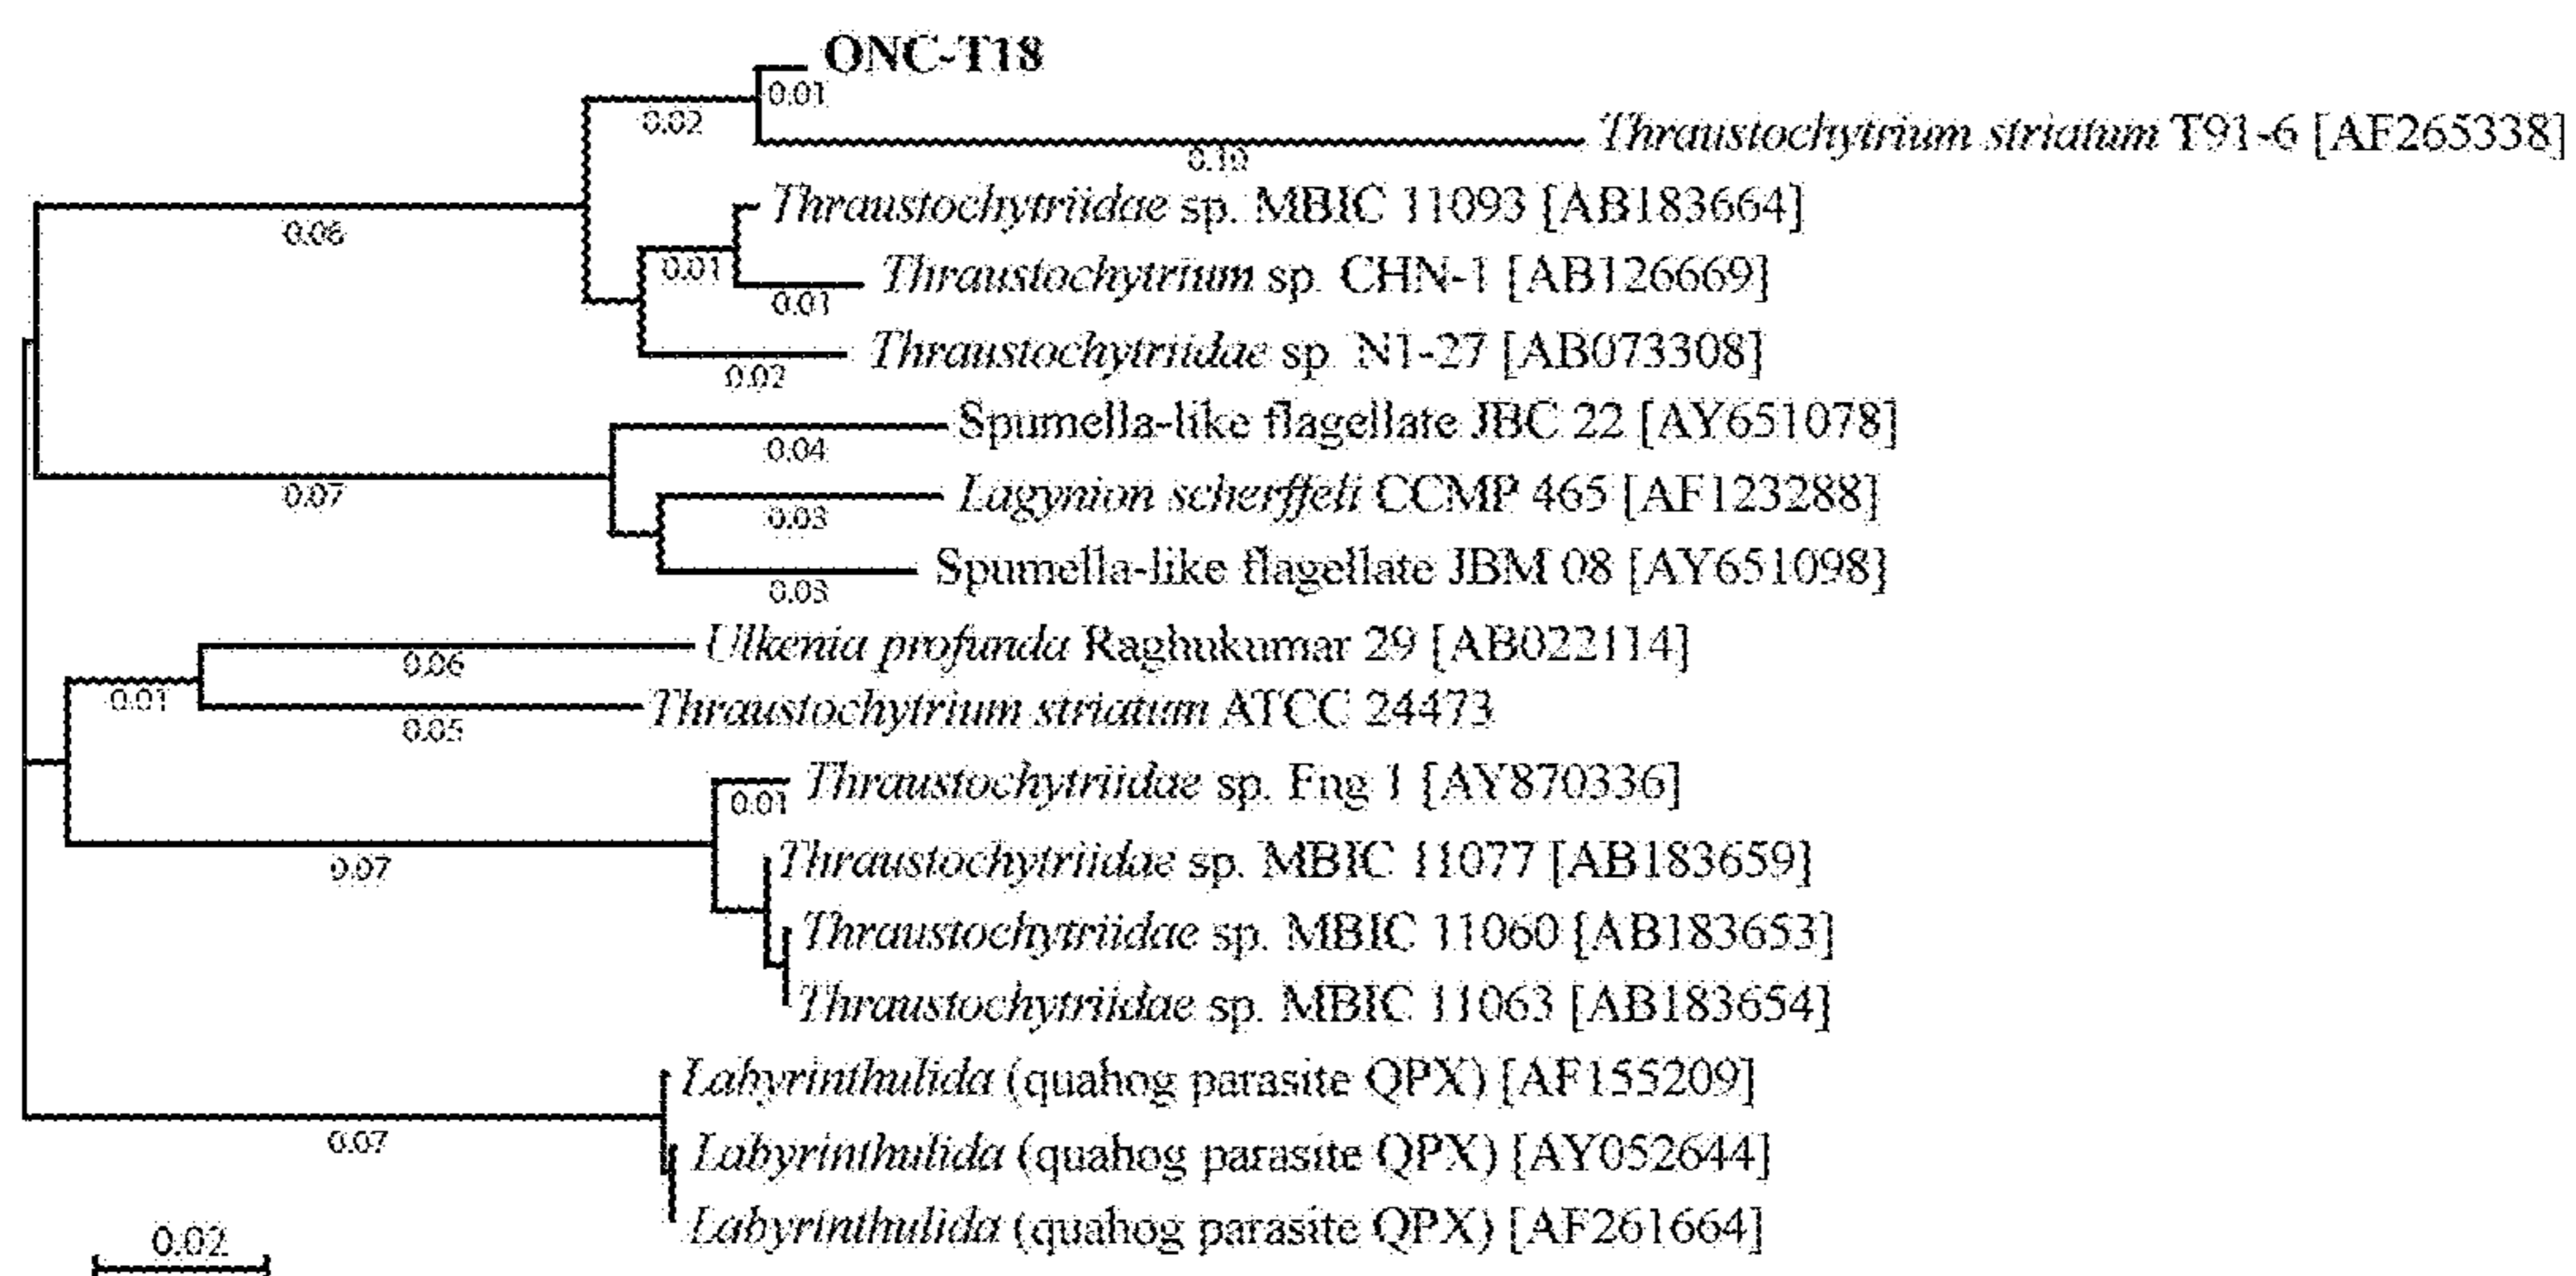 ONC-T18
0.01
0.02
Thraustochytrium striatum T91-6 [AF265338]
0.10
Thraustochytriidae sp. MBIC 11093 [AB183664]
0.06
0.01
Thraustochytrium sp. CHN-1 [AB126669]
0.01
Thraustochytriidae sp. N1-27 [AB073308]
0.02
Spumella-like flagellate JBC 22 [AY651078]
0.04
0.07
Lagynion scherffeli CCMP 465 [AF123288]
0.03
Spumella-like flagellate JBM 08 [AY651098]
0.03
Ulkenia profunda Raghukumar 29 [AB022114]
0.06
0.01
Thraustochytrium striatum ATCC 24473
0.05
Thraustochytriidae sp. Fng 1 [AY870336]
0.01
Thraustochytriidae sp. MBIC 11077 [AB183659]
0.07
Thraustochytriidae sp. MBIC 11060 [AB183653]
Thraustochytriidae sp. MBIC 11063 [AB183654]
Labyrinthulida (quahog parasite QPX) [AF155209]
0.07
Labyrinthulida (quahog parasite QPX) [AY052644]
Labyrinthulida (quahog parasite QPX) [AF261664]
0.02